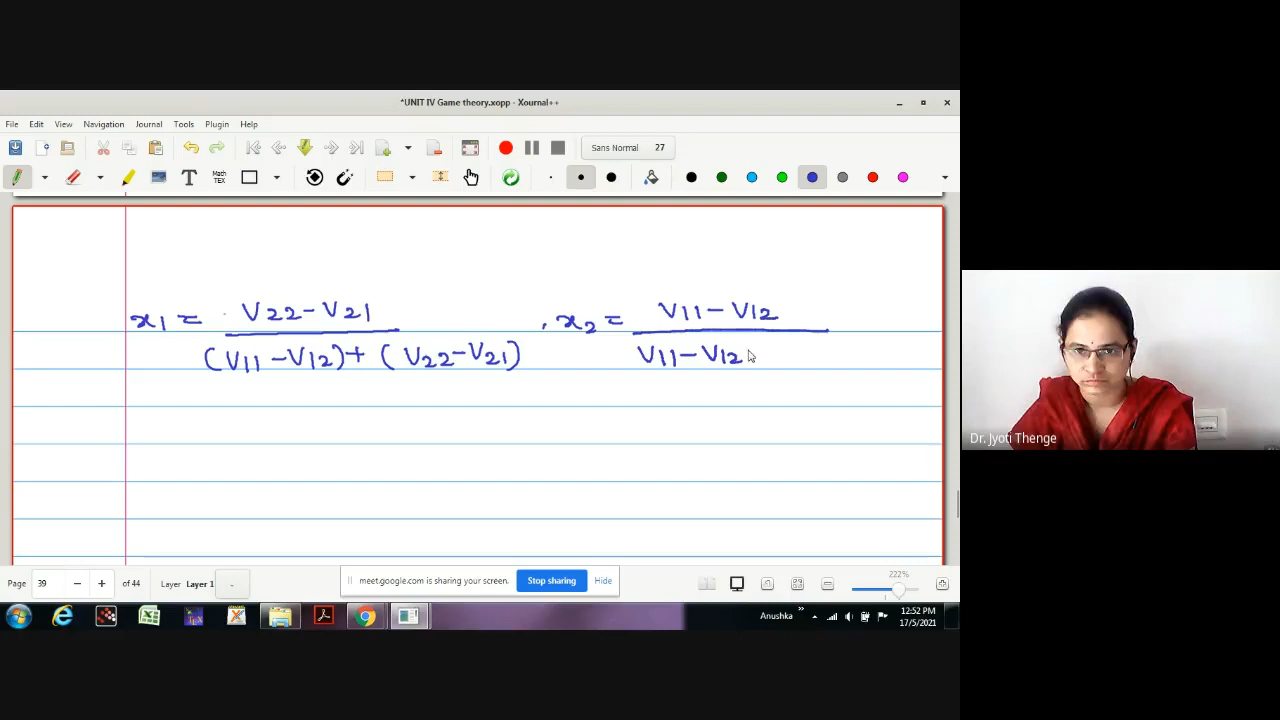 *UNIT IV Game theory.xopp - Xournal++
File Edit View Navigation Journal Tools Plugin Help
Sans Normal 27
Math TEX
x1 = V22-V21 / (V11-V12)+(V22-V21) , x2 = V11-V12 / V11-V12
Dr. Jyoti Thenge
Page 39 of 44 Layer Layer 1
meet.google.com is sharing your screen. Stop sharing Hide
222%
Anushka
12:52 PM
17/5/2021